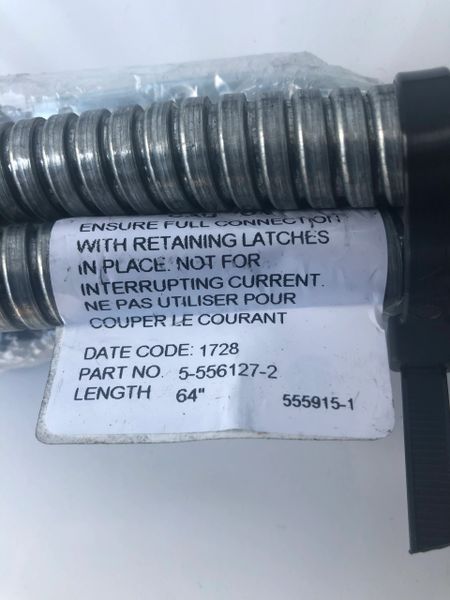 ENSURE FULL CONNECTION
WITH RETAINING LATCHES
IN PLACE. NOT FOR
INTERRUPTING CURRENT.
NE PAS UTILISER POUR
COUPER LE COURANT
DATE CODE: 1728
PART NO. 5-556127-2
LENGTH 64" 555915-1